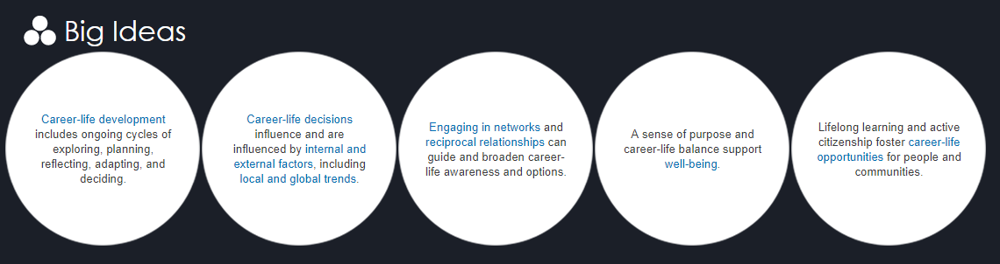 Big Ideas
Career-life development
includes ongoing cycles of
exploring, planning,
reflecting, adapting, and
deciding.
Career-life decisions
influence and are
influenced by internal and
external factors, including
local and global trends.
Engaging in networks and
reciprocal relationships can
guide and broaden career-
life awareness and options.
A sense of purpose and
career-life balance support
well-being.
Lifelong learning and active
citizenship foster career-life
opportunities for people and
communities.